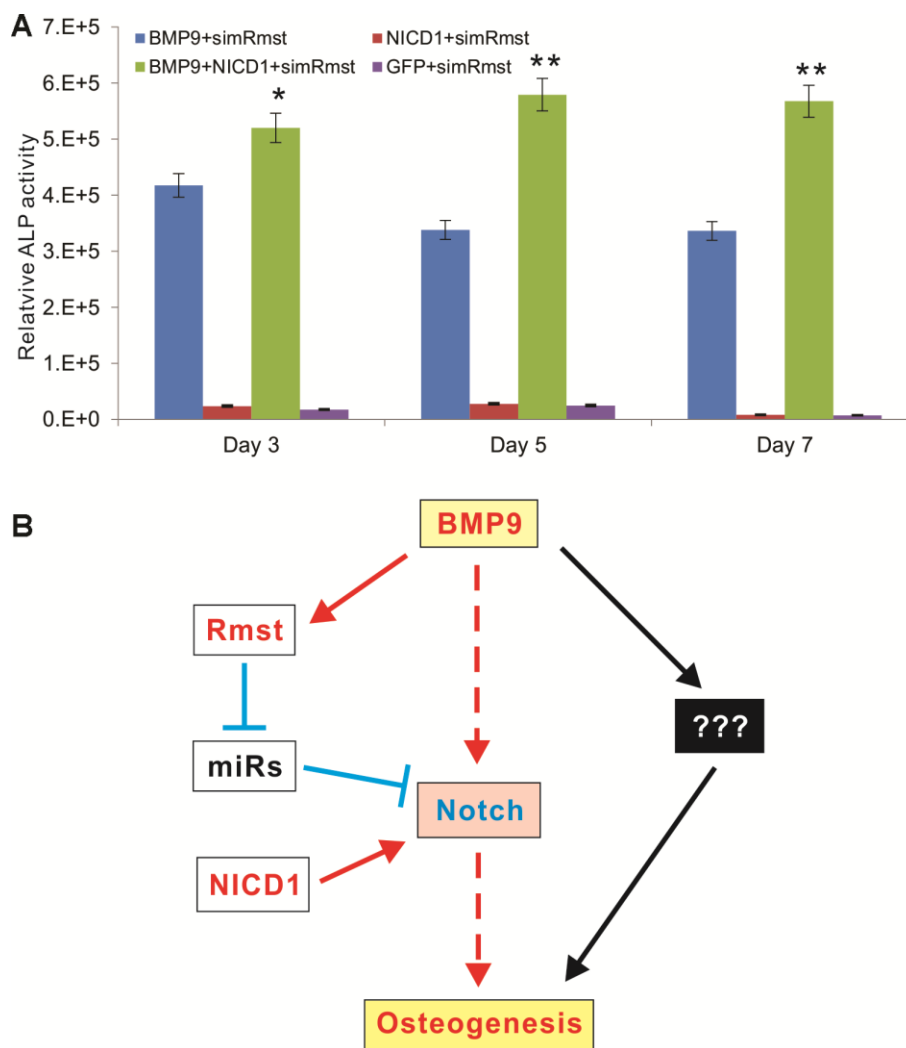 A
Relatvive ALP activity
7.E+5
6.E+5
5.E+5
4.E+5
3.E+5
2.E+5
1.E+5
0.E+0
BMP9+simRmst NICD1+simRmst
BMP9+NICD1+simRmst GFP+simRmst
* ** **
Day 3 Day 5 Day 7
B
BMP9
Rmst
???
miRs
Notch
NICD1
Osteogenesis